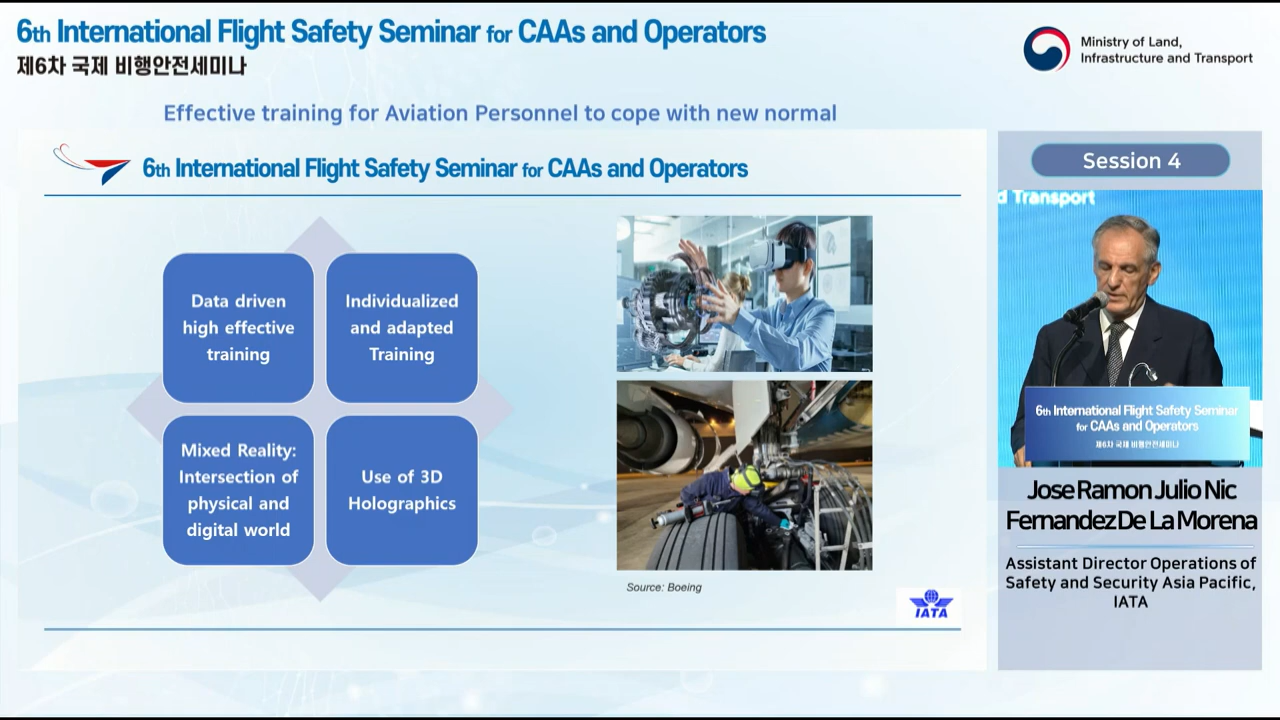 6th International Flight Safety Seminar for CAAs and Operators
제6차 국제 비행안전세미나
Ministry of Land,
Infrastructure and Transport
Effective training for Aviation Personnel to cope with new normal
6th International Flight Safety Seminar for CAAs and Operators
Data driven
high effective
training
Individualized
and adapted
Training
Mixed Reality:
Intersection of
physical and
digital world
Use of 3D
Holographics
Source: Boeing
IATA
Session 4
d Transport
6th International Flight Safety Seminar
for CAAs and Operators
제6차 국제 비행안전세미나
Jose Ramon Julio Nic
Fernandez De La Morena
Assistant Director Operations of
Safety and Security Asia Pacific,
IATA